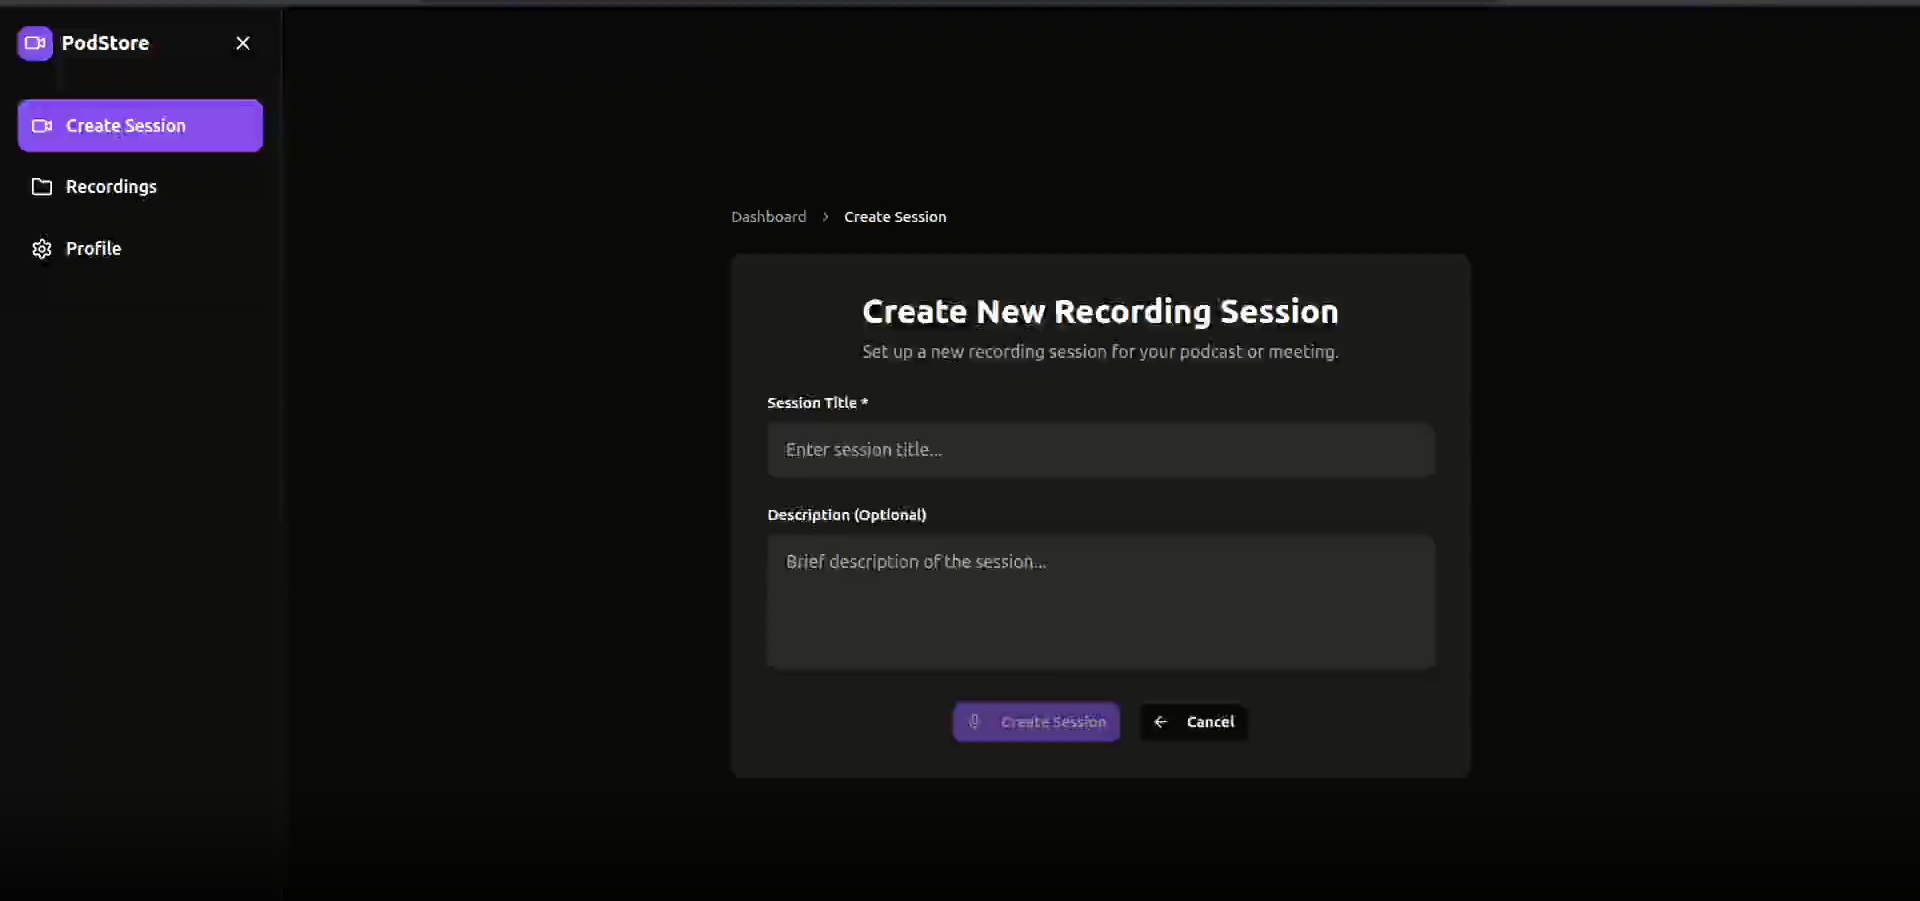 PodStore
Create Session
Recordings
Profile
Dashboard > Create Session
Create New Recording Session
Set up a new recording session for your podcast or meeting.
Session Title *
Enter session title...
Description (Optional)
Brief description of the session...
Create Session
Cancel